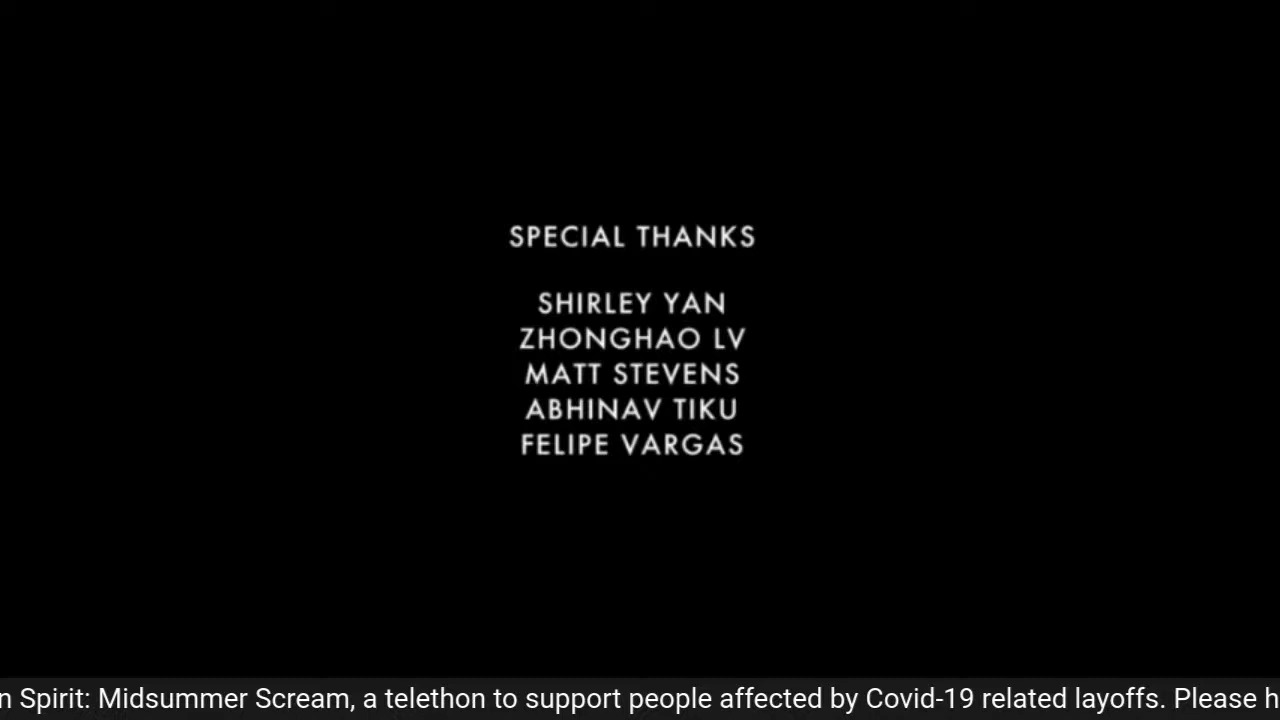 SPECIAL THANKS
SHIRLEY YAN
ZHONGHAO LV
MATT STEVENS
ABHINAV TIKU
FELIPE VARGAS
n Spirit: Midsummer Scream, a telethon to support people affected by Covid-19 related layoffs. Please h